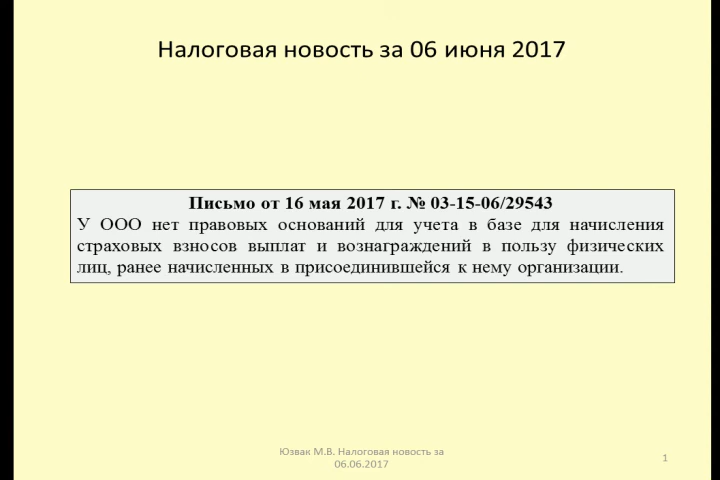 Налоговая новость за 06 июня 2017
Письмо от 16 мая 2017 г. № 03-15-06/29543
У ООО нет правовых оснований для учета в базе для начисления
страховых взносов выплат и вознаграждений в пользу физических
лиц, ранее начисленных в присоединившейся к нему организации.
Юзвак М.В. Налоговая новость за
06.06.2017
1